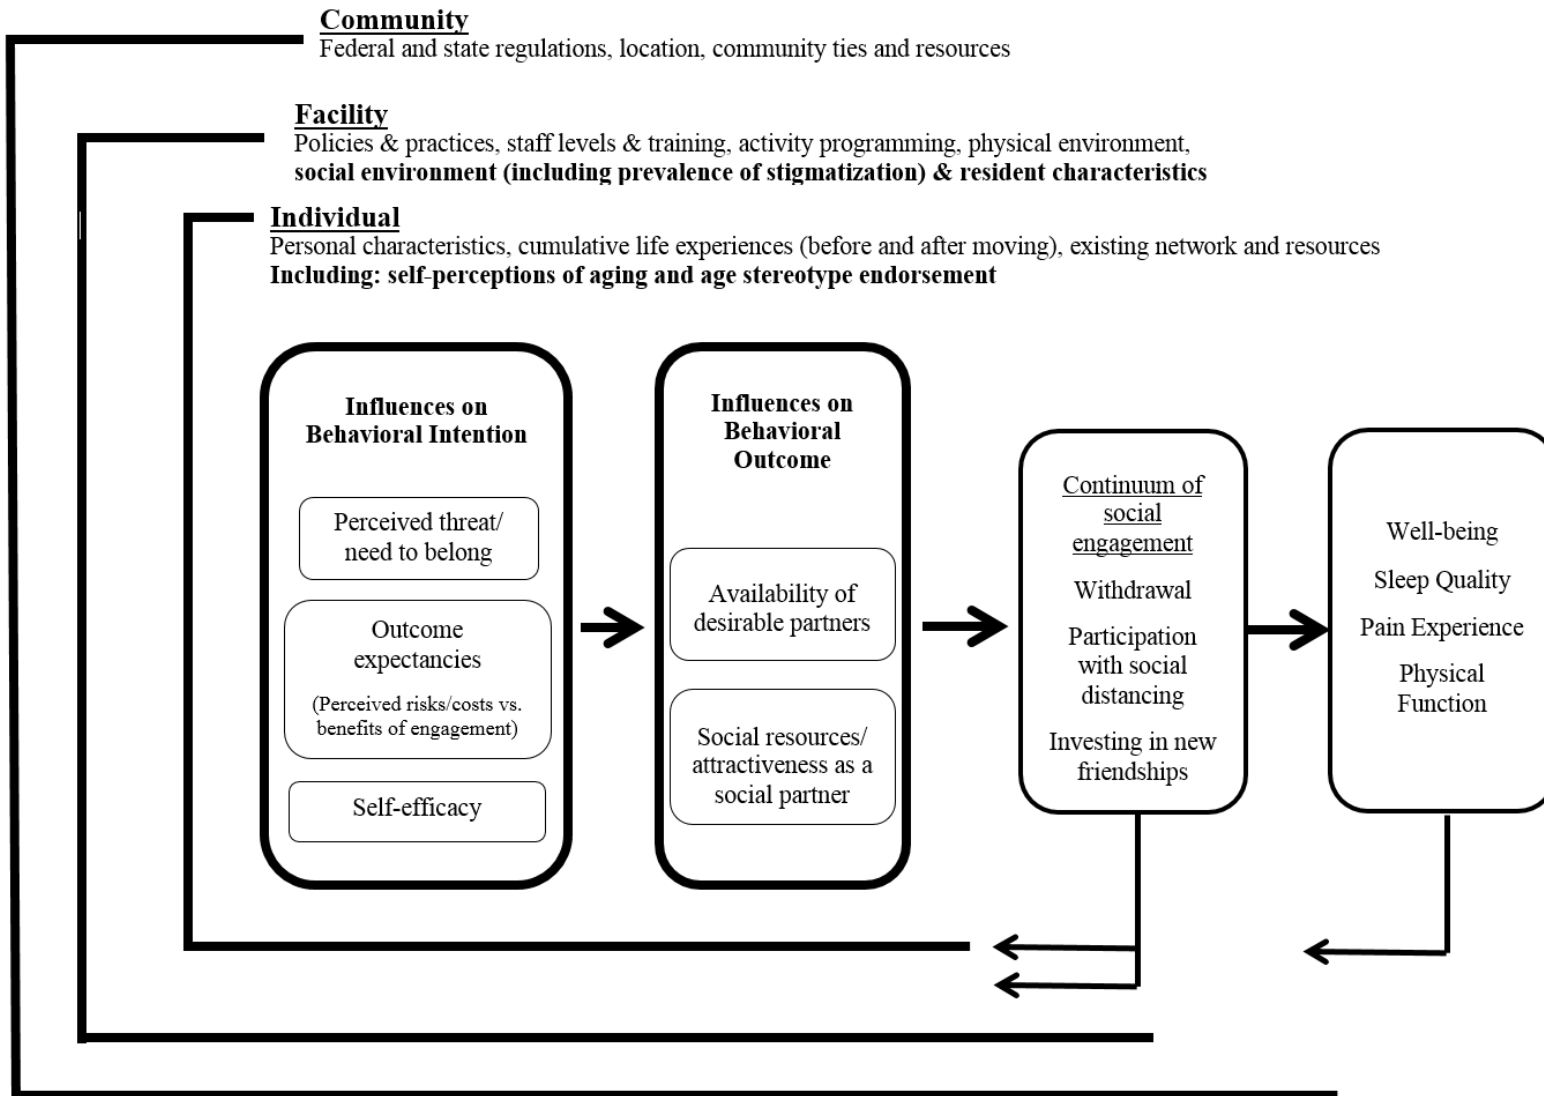 Community
Federal and state regulations, location, community ties and resources
Facility
Policies & practices, staff levels & training, activity programming, physical environment,
social environment (including prevalence of stigmatization) & resident characteristics
Individual
Personal characteristics, cumulative life experiences (before and after moving), existing network and resources
Including: self-perceptions of aging and age stereotype endorsement
Influences on
Behavioral Intention
Perceived threat/
need to belong
Outcome
expectancies
(Perceived risks/costs vs.
benefits of engagement)
Self-efficacy
Influences on
Behavioral
Outcome
Availability of
desirable partners
Social resources/
attractiveness as a
social partner
Continuum of
social
engagement
Withdrawal
Participation
with social
distancing
Investing in new
friendships
Well-being
Sleep Quality
Pain Experience
Physical
Function